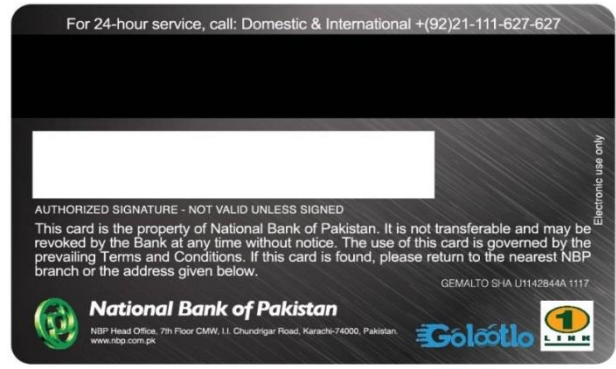 For 24-hour service, call: Domestic & International +(92)21-111-627-627
Electronic use only
AUTHORIZED SIGNATURE - NOT VALID UNLESS SIGNED
This card is the property of National Bank of Pakistan. It is not transferable and may be
revoked by the Bank at any time without notice. The use of this card is governed by the
prevailing Terms and Conditions. If this card is found, please return to the nearest NBP
branch or the address given below.
GEMALTO SHA U1142844A 1117
National Bank of Pakistan
NBP Head Office, 7th Floor CMW, I.I. Chundrigar Road, Karachi-74000, Pakistan.
www.nbp.com.pk
Golootlo
1
LINK